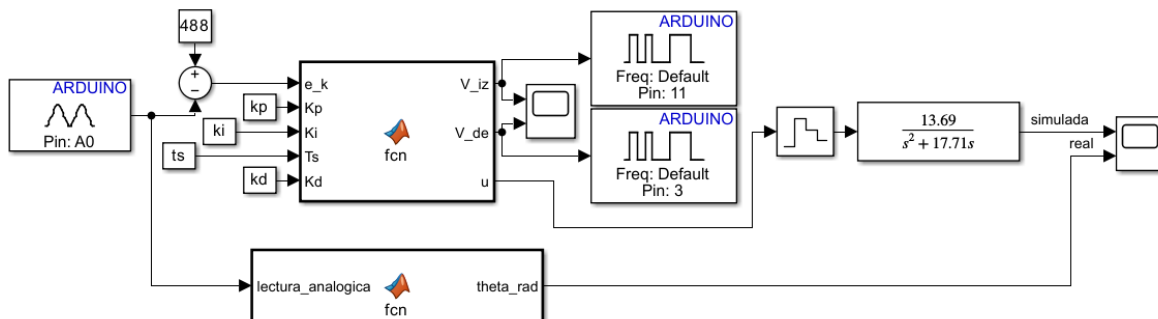 488
ARDUINO
Pin: A0
+
−
kp
ki
ts
kd
e_k
Kp
Ki
Ts
Kd
fcn
V_iz
V_de
u
ARDUINO
Freq: Default
Pin: 11
ARDUINO
Freq: Default
Pin: 3
13.69
s² + 17.71s
simulada
real
lectura_analogica
fcn
theta_rad